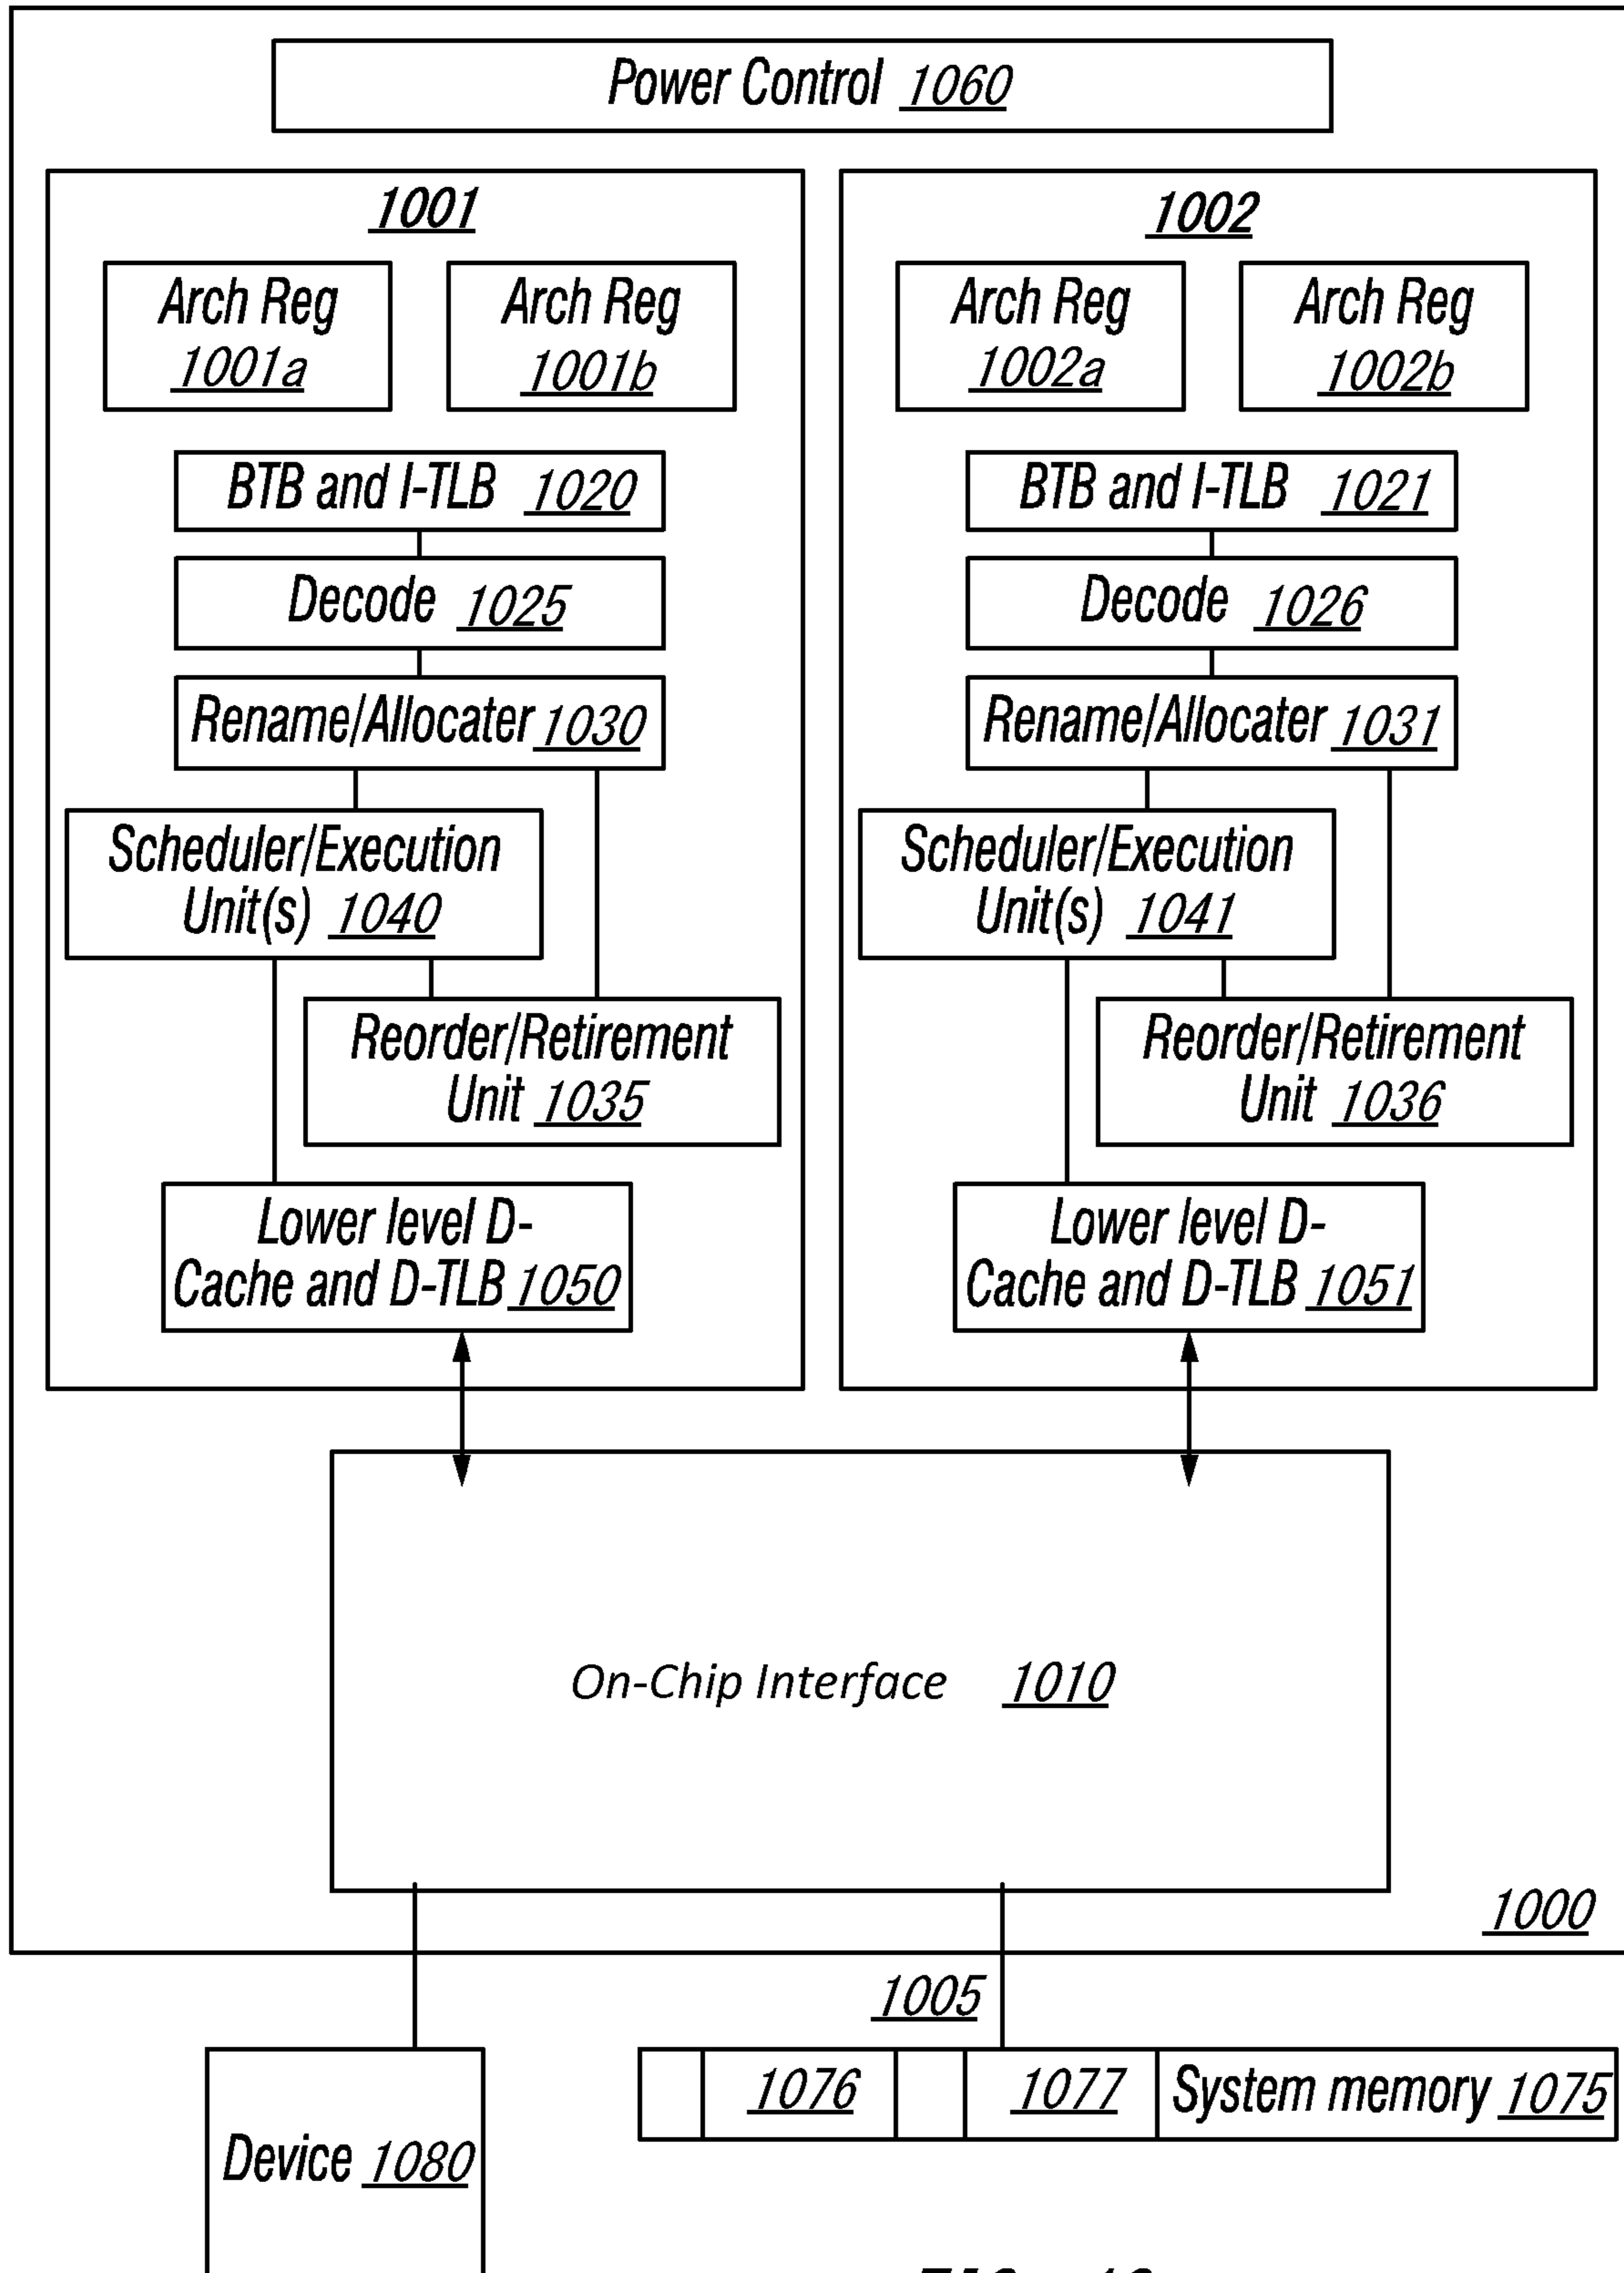 Power Control 1060
1001
Arch Reg
1001a
Arch Reg
1001b
BTB and I-TLB 1020
Decode 1025
Rename/Allocater 1030
Scheduler/Execution
Unit(s) 1040
Reorder/Retirement
Unit 1035
Lower level D-
Cache and D-TLB 1050
1002
Arch Reg
1002a
Arch Reg
1002b
BTB and I-TLB 1021
Decode 1026
Rename/Allocater 1031
Scheduler/Execution
Unit(s) 1041
Reorder/Retirement
Unit 1036
Lower level D-
Cache and D-TLB 1051
On-Chip Interface 1010
1000
1005
1076
1077
System memory 1075
Device 1080